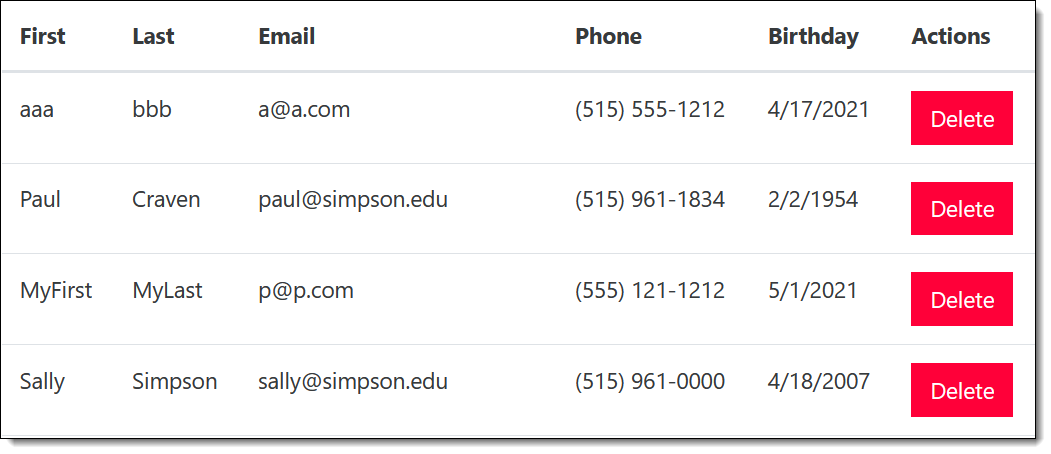 First Last Email Phone Birthday Actions
aaa bbb a@a.com (515) 555-1212 4/17/2021 Delete
Paul Craven paul@simpson.edu (515) 961-1834 2/2/1954 Delete
MyFirst MyLast p@p.com (555) 121-1212 5/1/2021 Delete
Sally Simpson sally@simpson.edu (515) 961-0000 4/18/2007 Delete